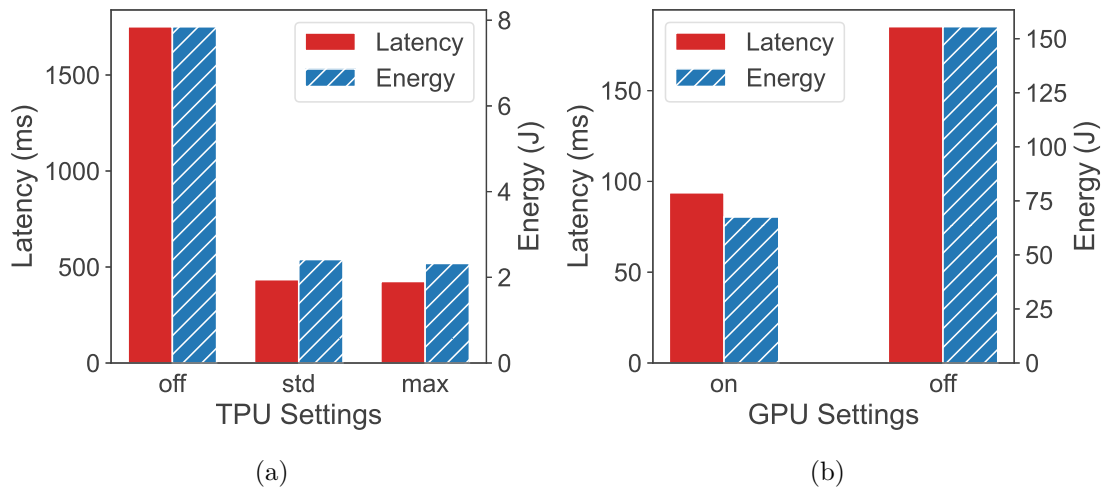 Latency (ms)
1500
1000
500
0
Latency
Energy
8
6
4
2
0
Energy (J)
off
std
max
TPU Settings
(a)
Latency (ms)
150
100
50
0
Latency
Energy
150
125
100
75
50
25
0
Energy (J)
on
off
GPU Settings
(b)